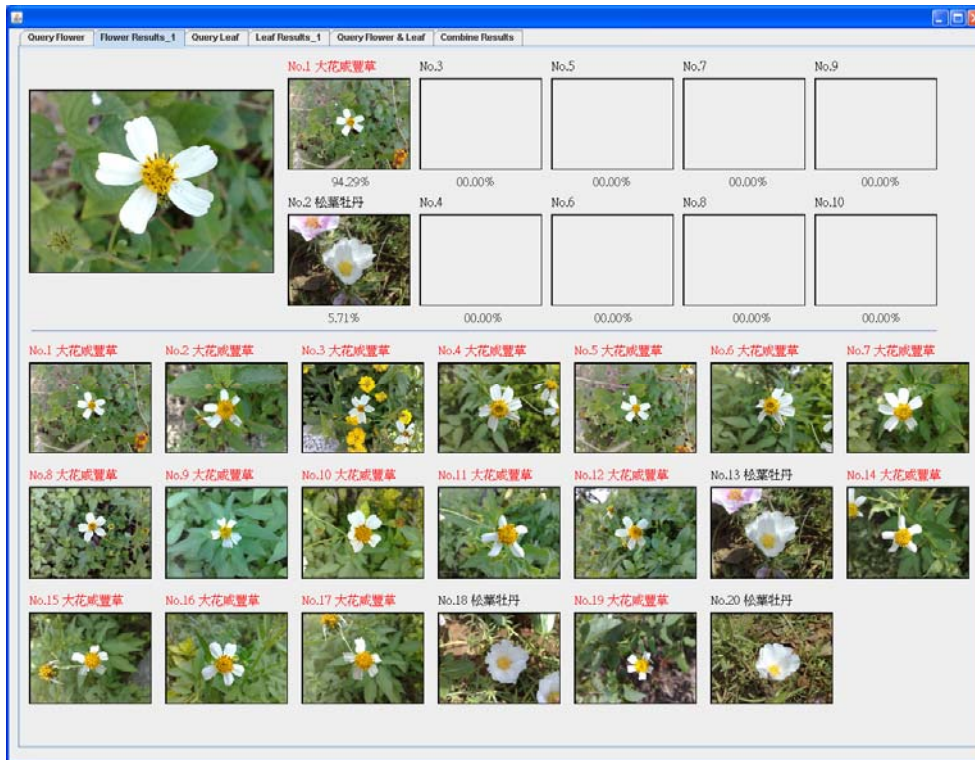 Query Flower Flower Results_1 Query Leaf Leaf Results_1 Query Flower & Leaf Combine Results
No.1 大花咸豐草 No.3 No.5 No.7 No.9
94.29% 00.00% 00.00% 00.00% 00.00%
No.2 松葉牡丹 No.4 No.6 No.8 No.10
5.71% 00.00% 00.00% 00.00% 00.00%
No.1 大花咸豐草 No.2 大花咸豐草 No.3 大花咸豐草 No.4 大花咸豐草 No.5 大花咸豐草 No.6 大花咸豐草 No.7 大花咸豐草
No.8 大花咸豐草 No.9 大花咸豐草 No.10 大花咸豐草 No.11 大花咸豐草 No.12 大花咸豐草 No.13 松葉牡丹 No.14 大花咸豐草
No.15 大花咸豐草 No.16 大花咸豐草 No.17 大花咸豐草 No.18 松葉牡丹 No.19 大花咸豐草 No.20 松葉牡丹